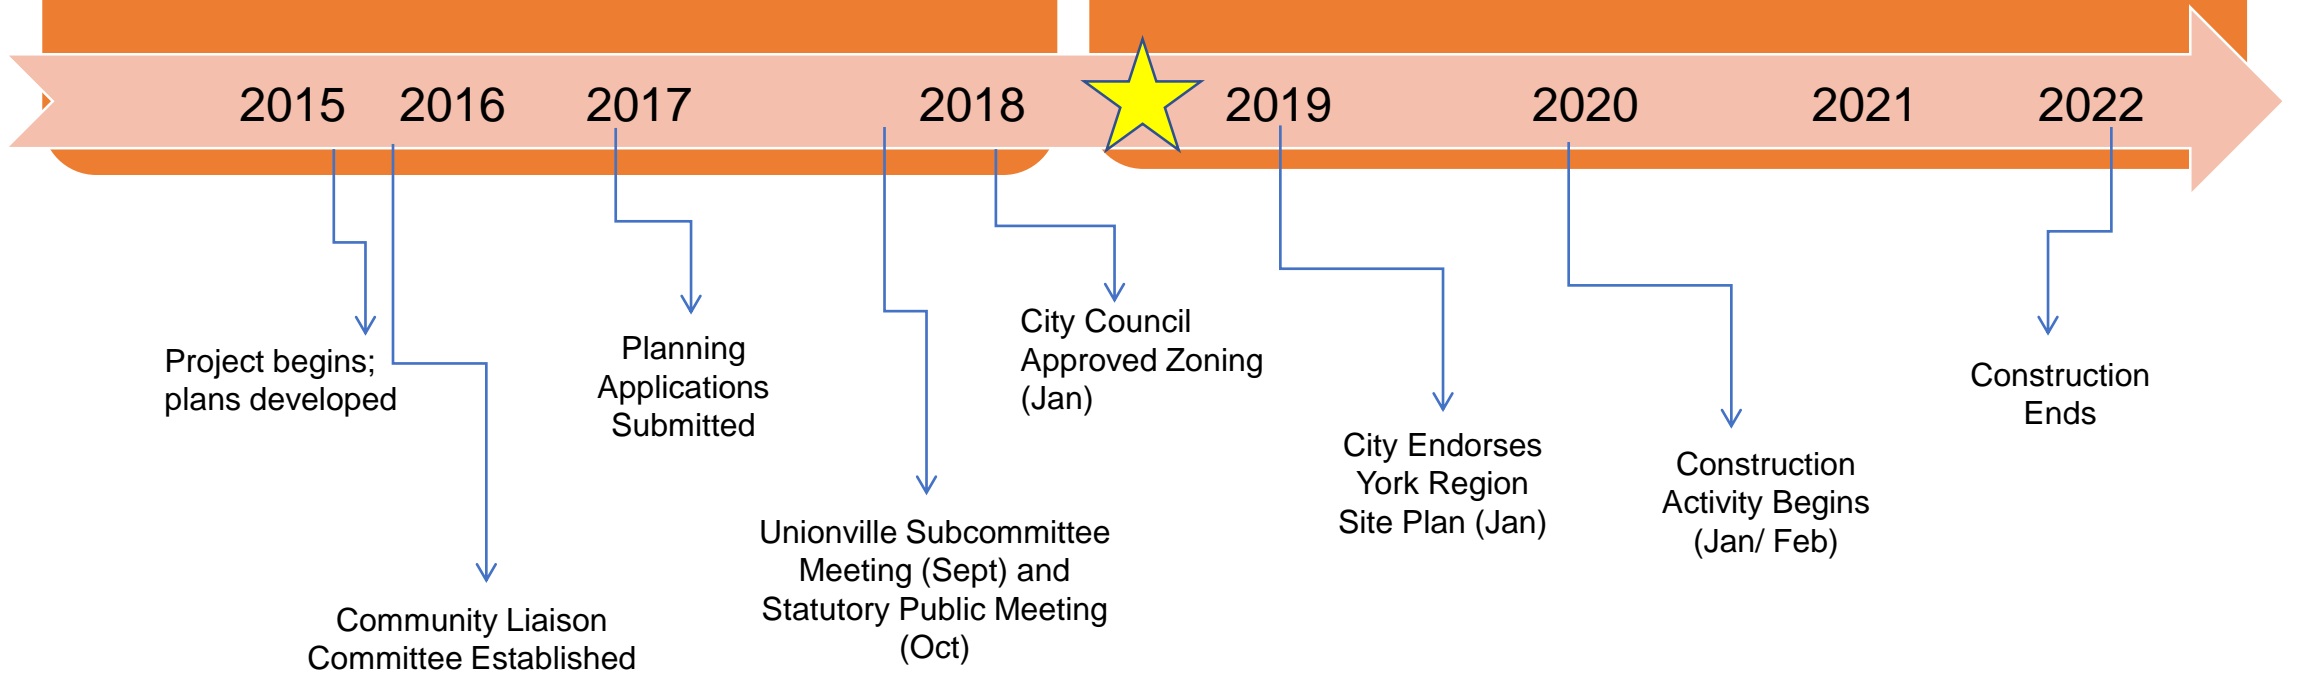 2015 2016 2017 2018 2019 2020 2021 2022
Project begins;
plans developed
Community Liaison
Committee Established
Planning
Applications
Submitted
Unionville Subcommittee
Meeting (Sept) and
Statutory Public Meeting
(Oct)
City Council
Approved Zoning
(Jan)
City Endorses
York Region
Site Plan (Jan)
Construction
Activity Begins
(Jan/ Feb)
Construction
Ends